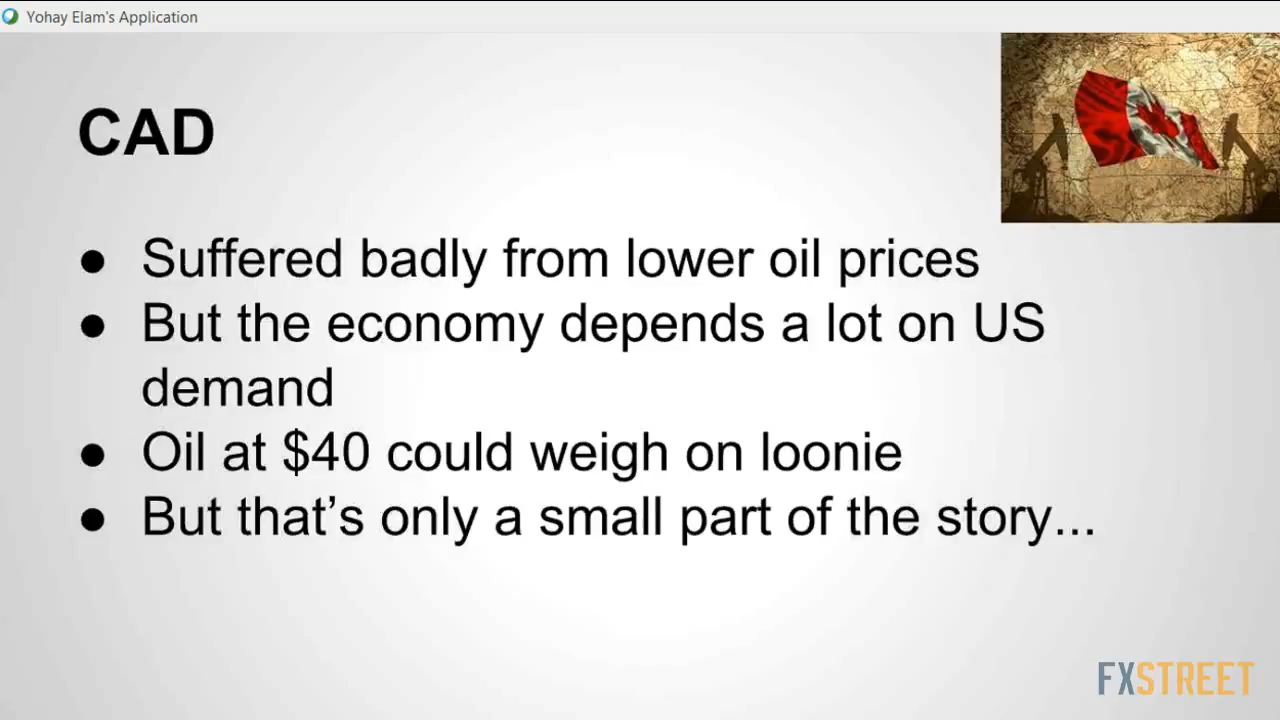 Yohay Elam's Application
CAD
● Suffered badly from lower oil prices
● But the economy depends a lot on US
demand
● Oil at $40 could weigh on loonie
● But that’s only a small part of the story...
FXSTREET